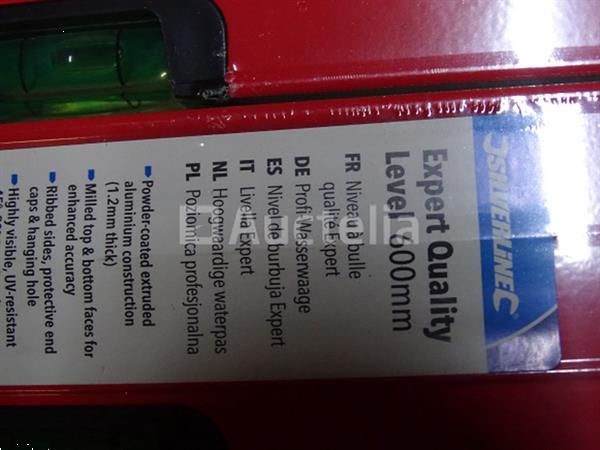 SILVERLINE
Expert Quality
Level 600mm
FR Niveau à bulle
qualité Expert
DE Profi Wasserwaage
ES Nivel de burbuja Expert
IT Livella Expert
NL Hoogwaardige waterpas
PL Poziomnica profesjonalna
Powder-coated extruded
aluminium construction
(1.2mm thick)
Milled top & bottom faces for
enhanced accuracy
Ribbed sides, protective end
caps & hanging hole
Highly visible, UV-resistant
Auctelia